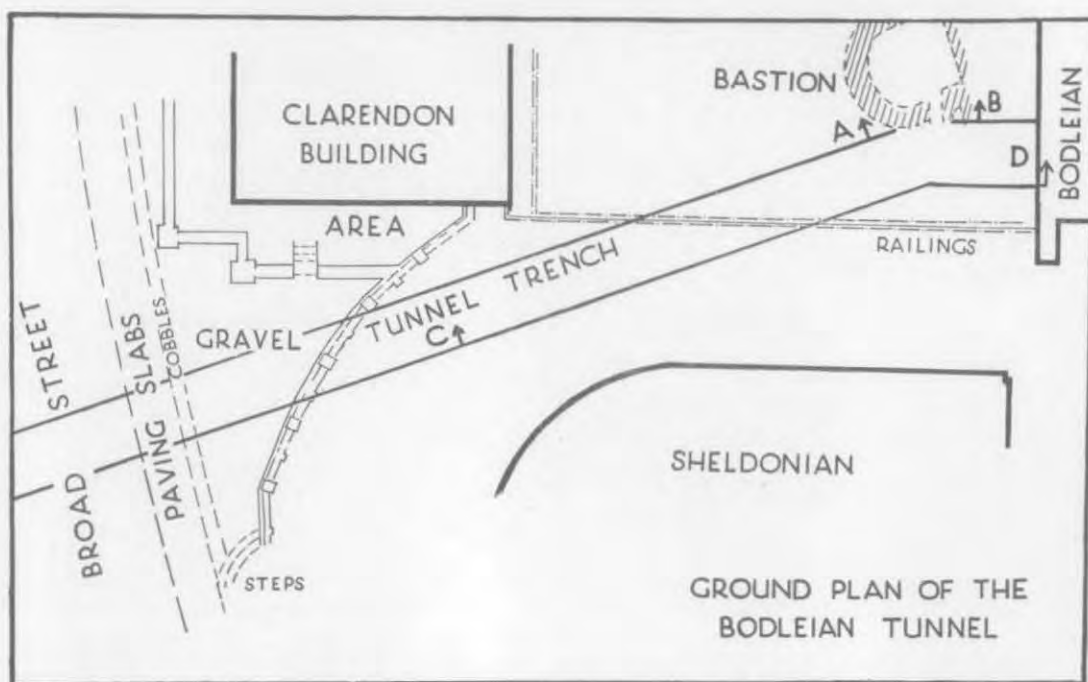 CLARENDON
BUILDING
BASTION
A
B
D
BODLEIAN
AREA
RAILINGS
TUNNEL TRENCH
C
GRAVEL
BROAD STREET
PAVING SLABS
COBBLES
STEPS
SHELDONIAN
GROUND PLAN OF THE
BODLEIAN TUNNEL